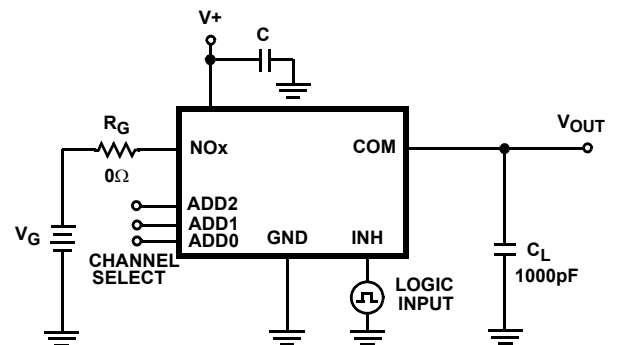 V+
C
RG
0Ω
NOx
COM
VOUT
ADD2
ADD1
ADD0
GND
INH
VG
CHANNEL
SELECT
LOGIC
INPUT
CL
1000pF